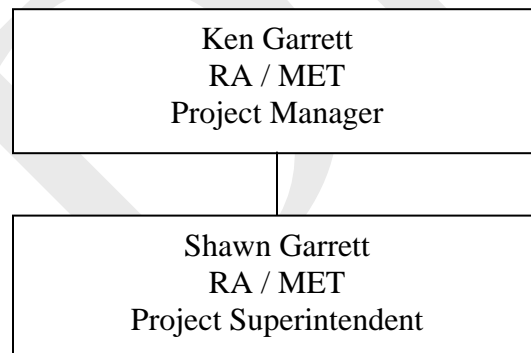 Ken Garrett
RA / MET
Project Manager
Shawn Garrett
RA / MET
Project Superintendent